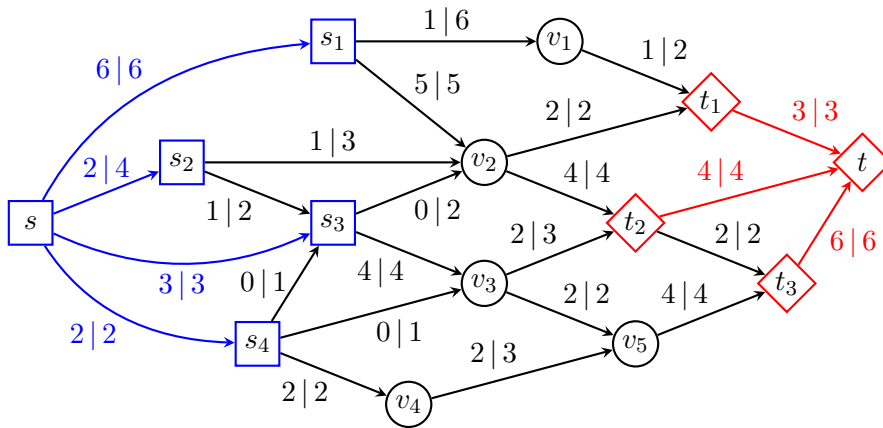 1 | 6
s1
v1
6 | 6
1 | 2
5 | 5
t1
2 | 2
3 | 3
1 | 3
s2
v2
t
2 | 4
4 | 4
4 | 4
1 | 2
0 | 2
s
s3
2 | 3
t2
2 | 2
6 | 6
3 | 3
0 | 1
4 | 4
v3
t3
2 | 2
4 | 4
2 | 2
0 | 1
s4
v5
2 | 3
2 | 2
v4